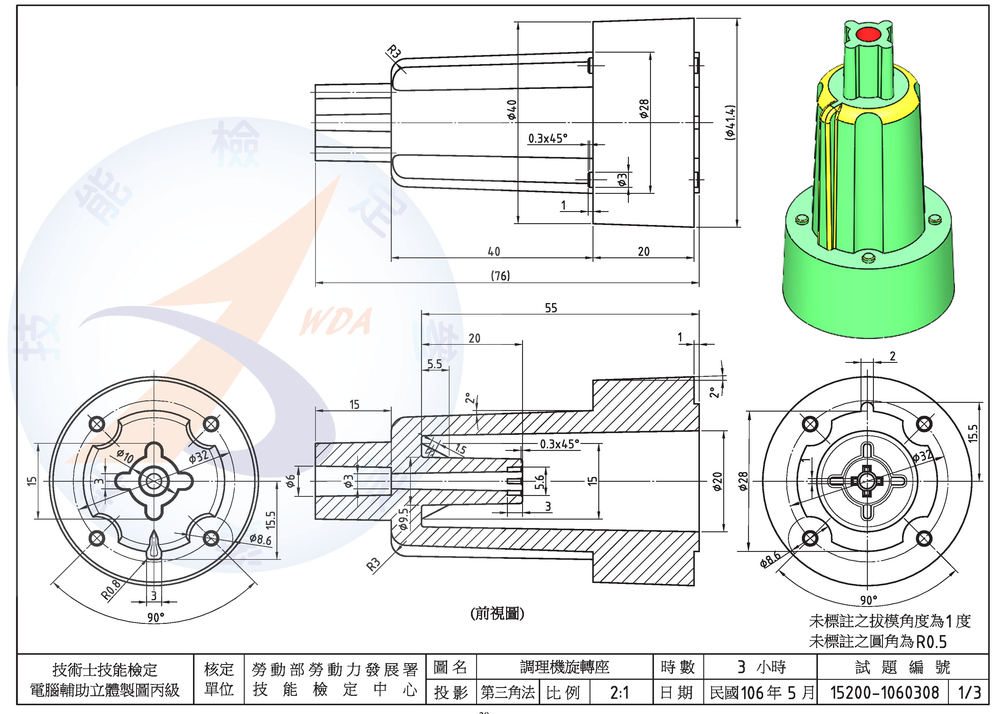 R3
φ40
φ28
(φ41.4)
0.3x45°
φ3
1
40
20
(76)
檢
能
定
技
WDA
55
20
1
5.5
2°
2°
15
1.5
0.3x45°
φ6
φ3
5.6
15
φ20
φ9.5
3
R3
(前視圖)
φ10
φ32
15
3
15.5
φ8.6
R0.8
3
90°
2
15.5
φ32
φ28
1
φ8.6
90°
未標註之拔模角度為1度
未標註之圓角為R0.5
技術士技能檢定
電腦輔助立體製圖丙級
核定
單位
勞動部勞動力發展署
技能檢定中心
圖名
調理機旋轉座
時數
3 小時
試題編號
投影
第三角法
比例
2:1
日期
民國106年5月
15200-1060308
1/3